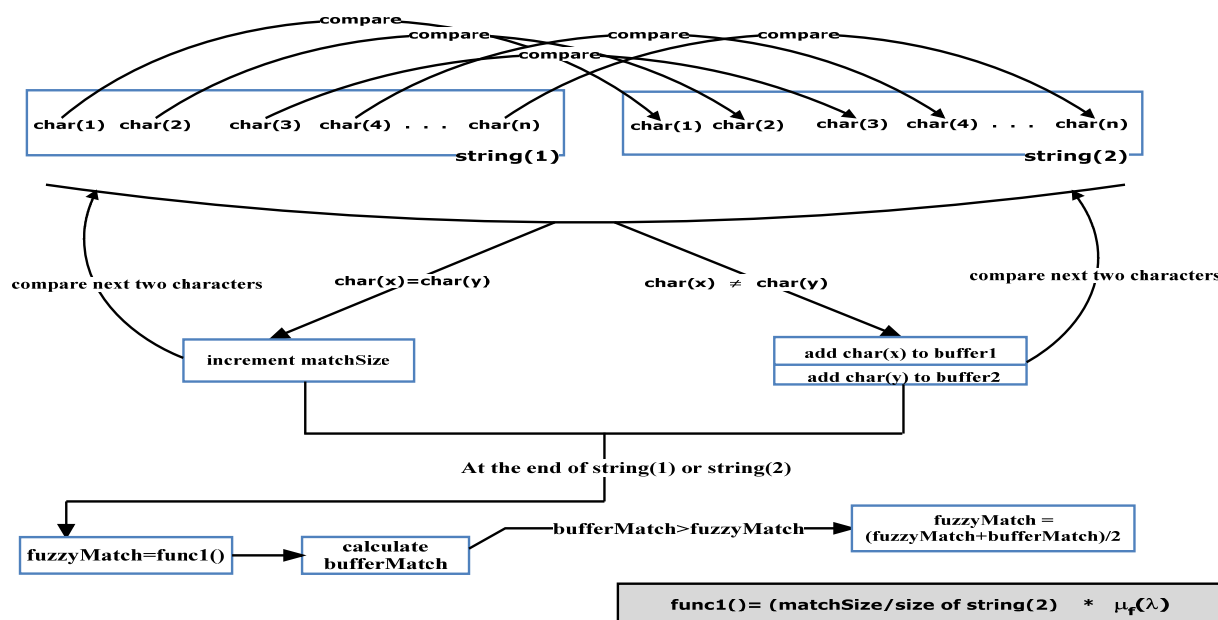 compare
compare compare compare
compare
char(1) char(2) char(3) char(4) . . . char(n)
string(1)
char(1) char(2) char(3) char(4) . . . char(n)
string(2)
char(x)=char(y)
char(x) ≠ char(y)
compare next two characters
compare next two characters
increment matchSize
add char(x) to buffer1
add char(y) to buffer2
At the end of string(1) or string(2)
fuzzyMatch=func1()
calculate
bufferMatch
bufferMatch>fuzzyMatch
fuzzyMatch =
(fuzzyMatch+bufferMatch)/2
func1()= (matchSize/size of string(2) * μf(λ)